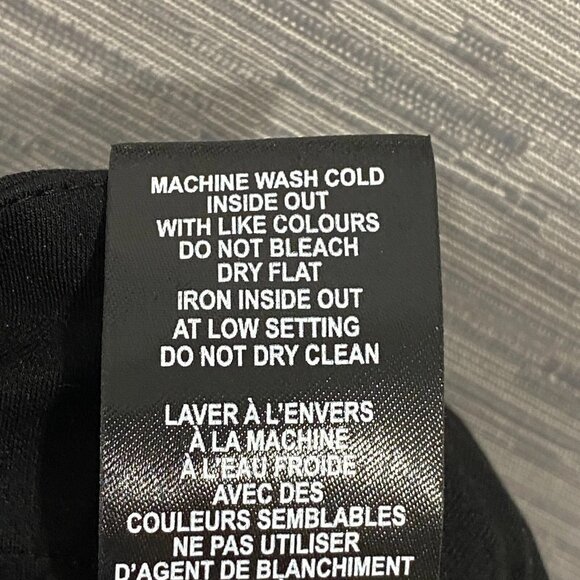 MACHINE WASH COLD
INSIDE OUT
WITH LIKE COLOURS
DO NOT BLEACH
DRY FLAT
IRON INSIDE OUT
AT LOW SETTING
DO NOT DRY CLEAN
LAVER À L'ENVERS
À LA MACHINE
À L'EAU FROIDE
AVEC DES
COULEURS SEMBLABLES
NE PAS UTILISER
D'AGENT DE BLANCHIMENT